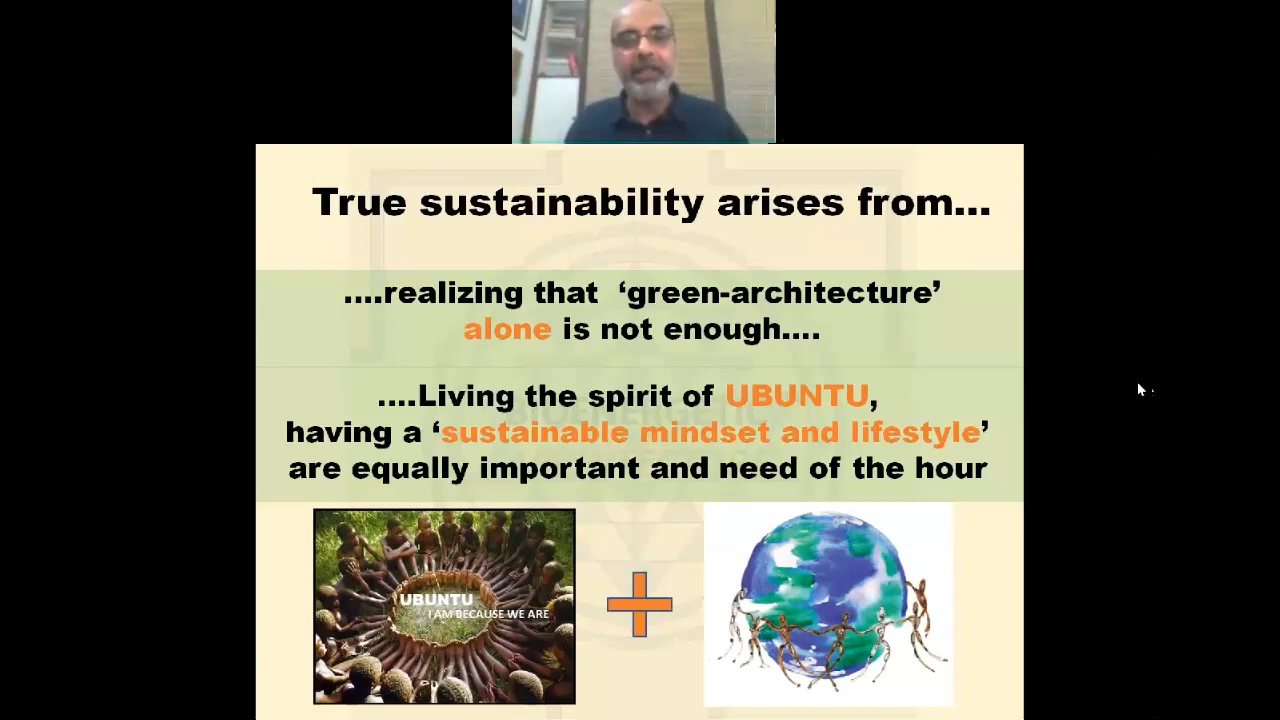 True sustainability arises from...
....realizing that ‘green-architecture’
alone is not enough....
....Living the spirit of UBUNTU,
having a ‘sustainable mindset and lifestyle’
are equally important and need of the hour
UBUNTU
I AM BECAUSE WE ARE